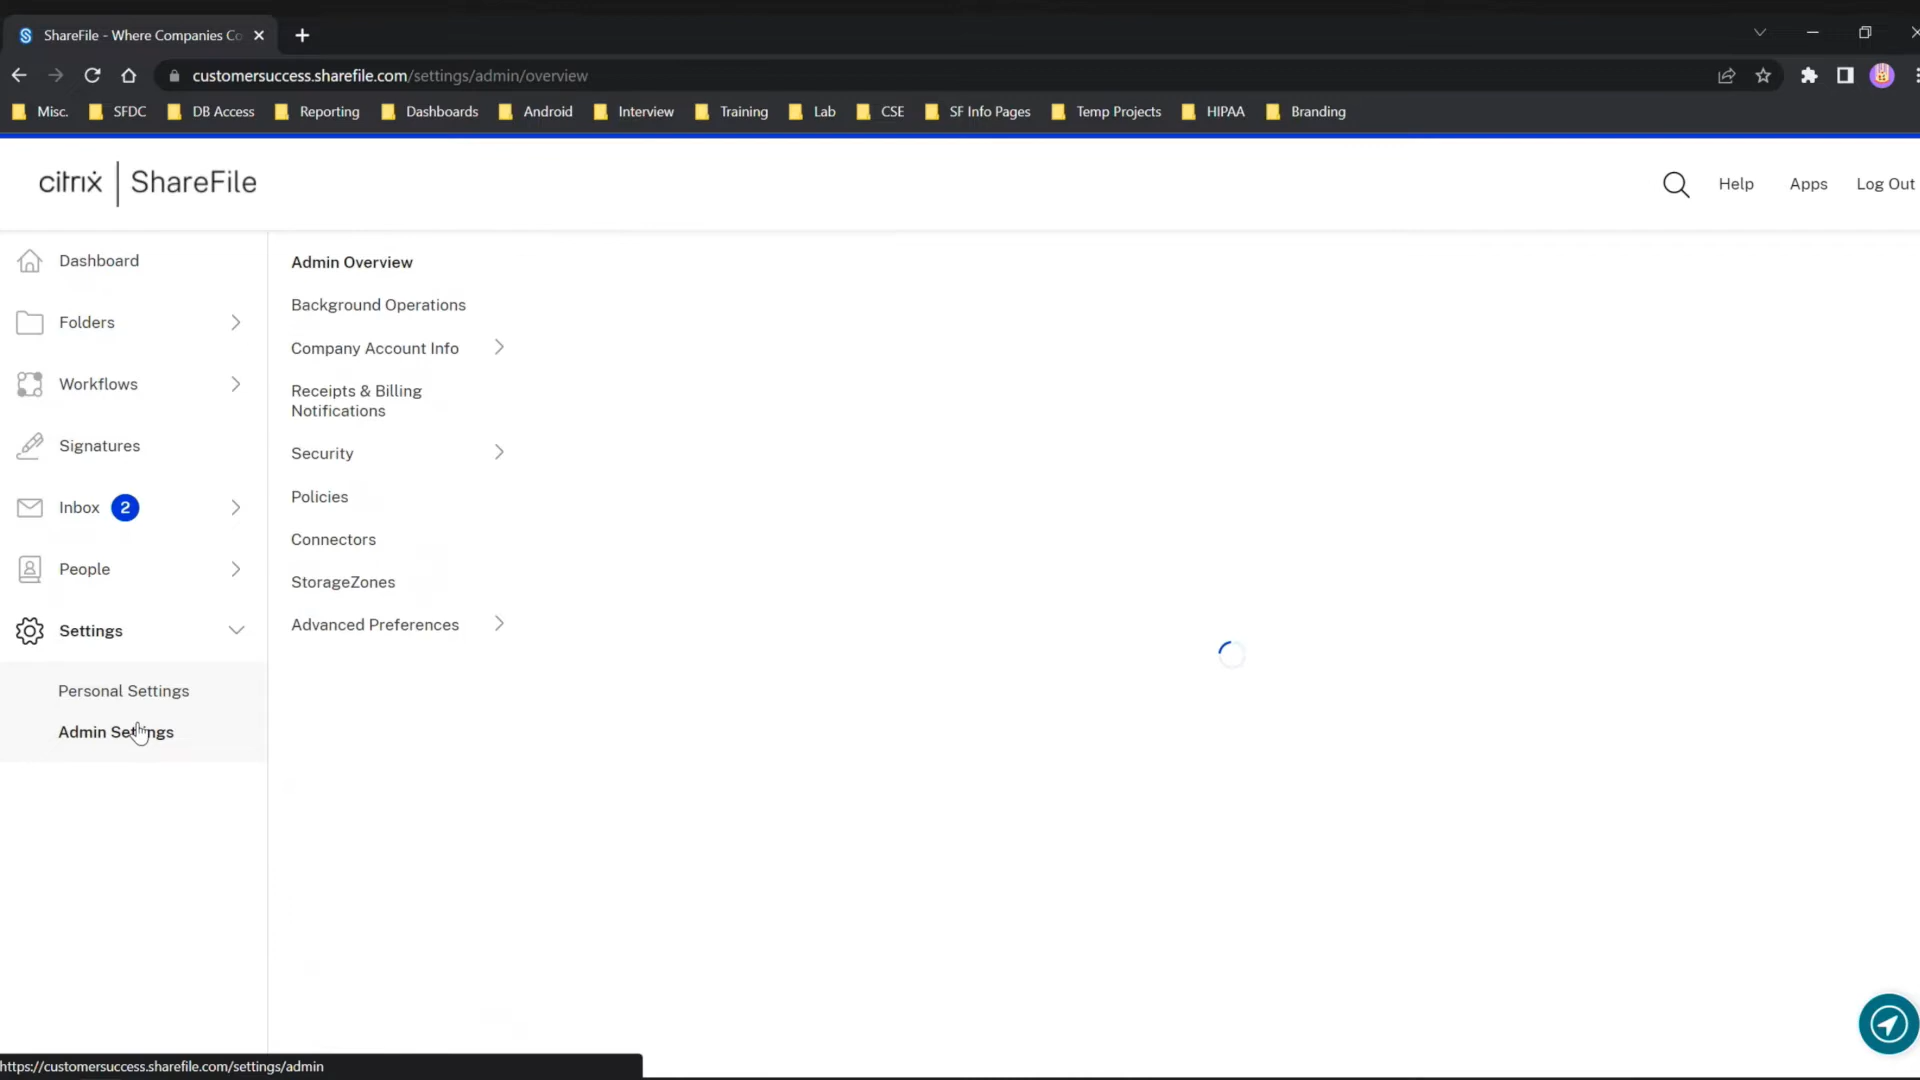 ShareFile - Where Companies Co
customersuccess.sharefile.com/settings/admin/overview
Misc. SFDC DB Access Reporting Dashboards Android Interview Training Lab CSE SF Info Pages Temp Projects HIPAA Branding
citrix | ShareFile
Help Apps Log Out
Dashboard
Folders
Workflows
Signatures
Inbox 2
People
Settings
Personal Settings
Admin Settings
Admin Overview
Background Operations
Company Account Info
Receipts & Billing
Notifications
Security
Policies
Connectors
StorageZones
Advanced Preferences
https://customersuccess.sharefile.com/settings/admin